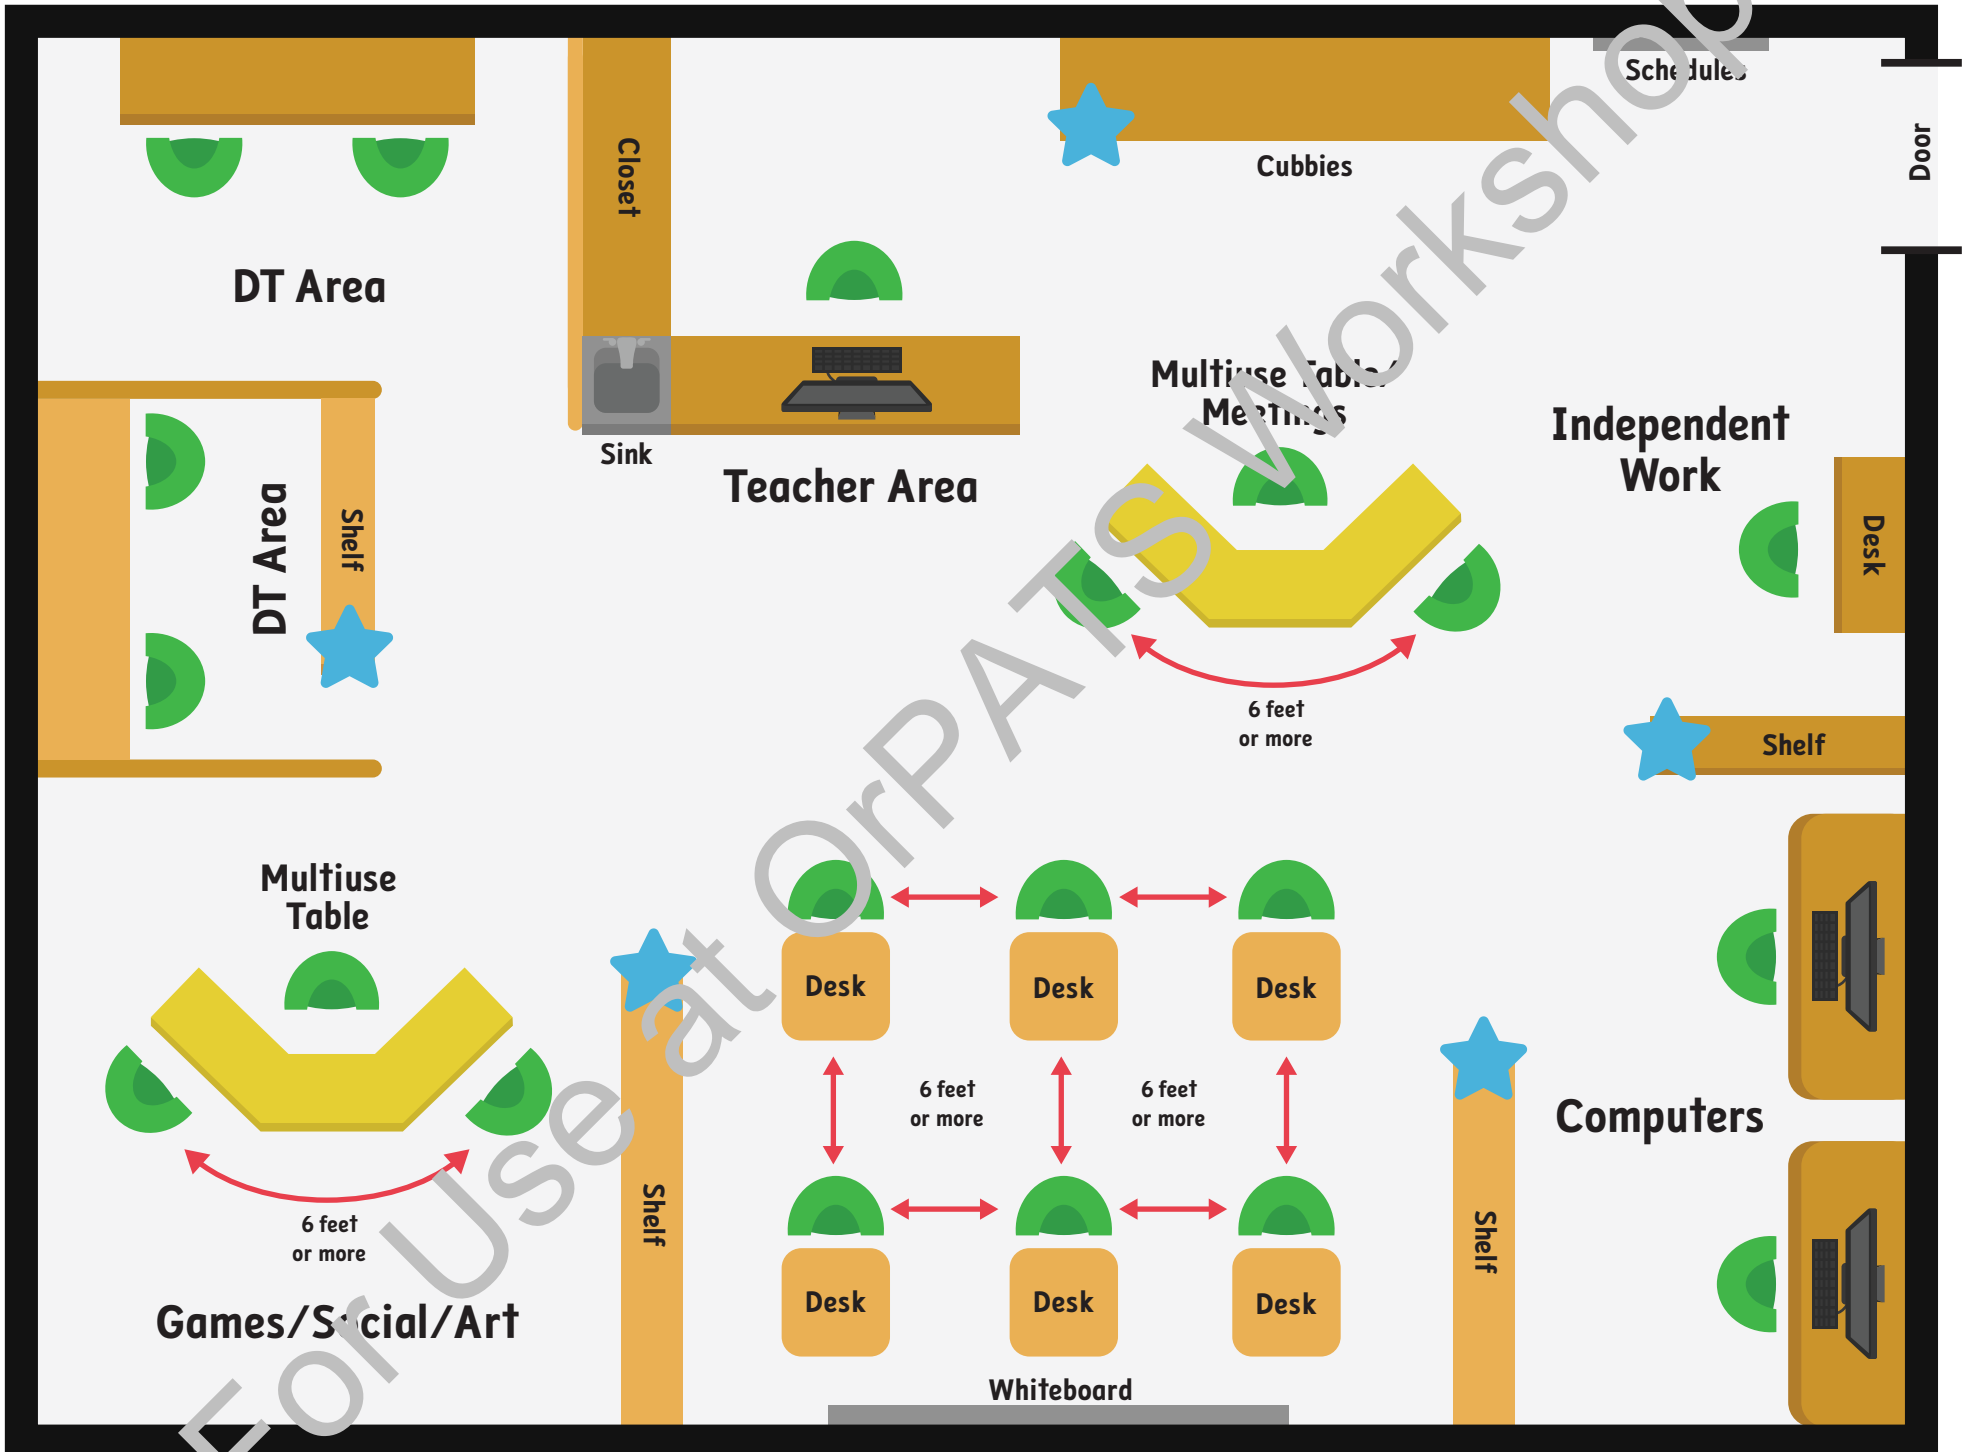 Schedules
Door
Closet
Cubbies
DT Area
Multiuse Table/
Meetings
Independent
Work
Sink
Teacher Area
DT Area
Shelf
Desk
6 feet
or more
Shelf
Multiuse
Table
Desk
Desk
Desk
6 feet
or more
6 feet
or more
Computers
Shelf
Shelf
6 feet
or more
Games/Social/Art
Desk
Desk
Desk
Whiteboard
For Use at OrPATS Workshop